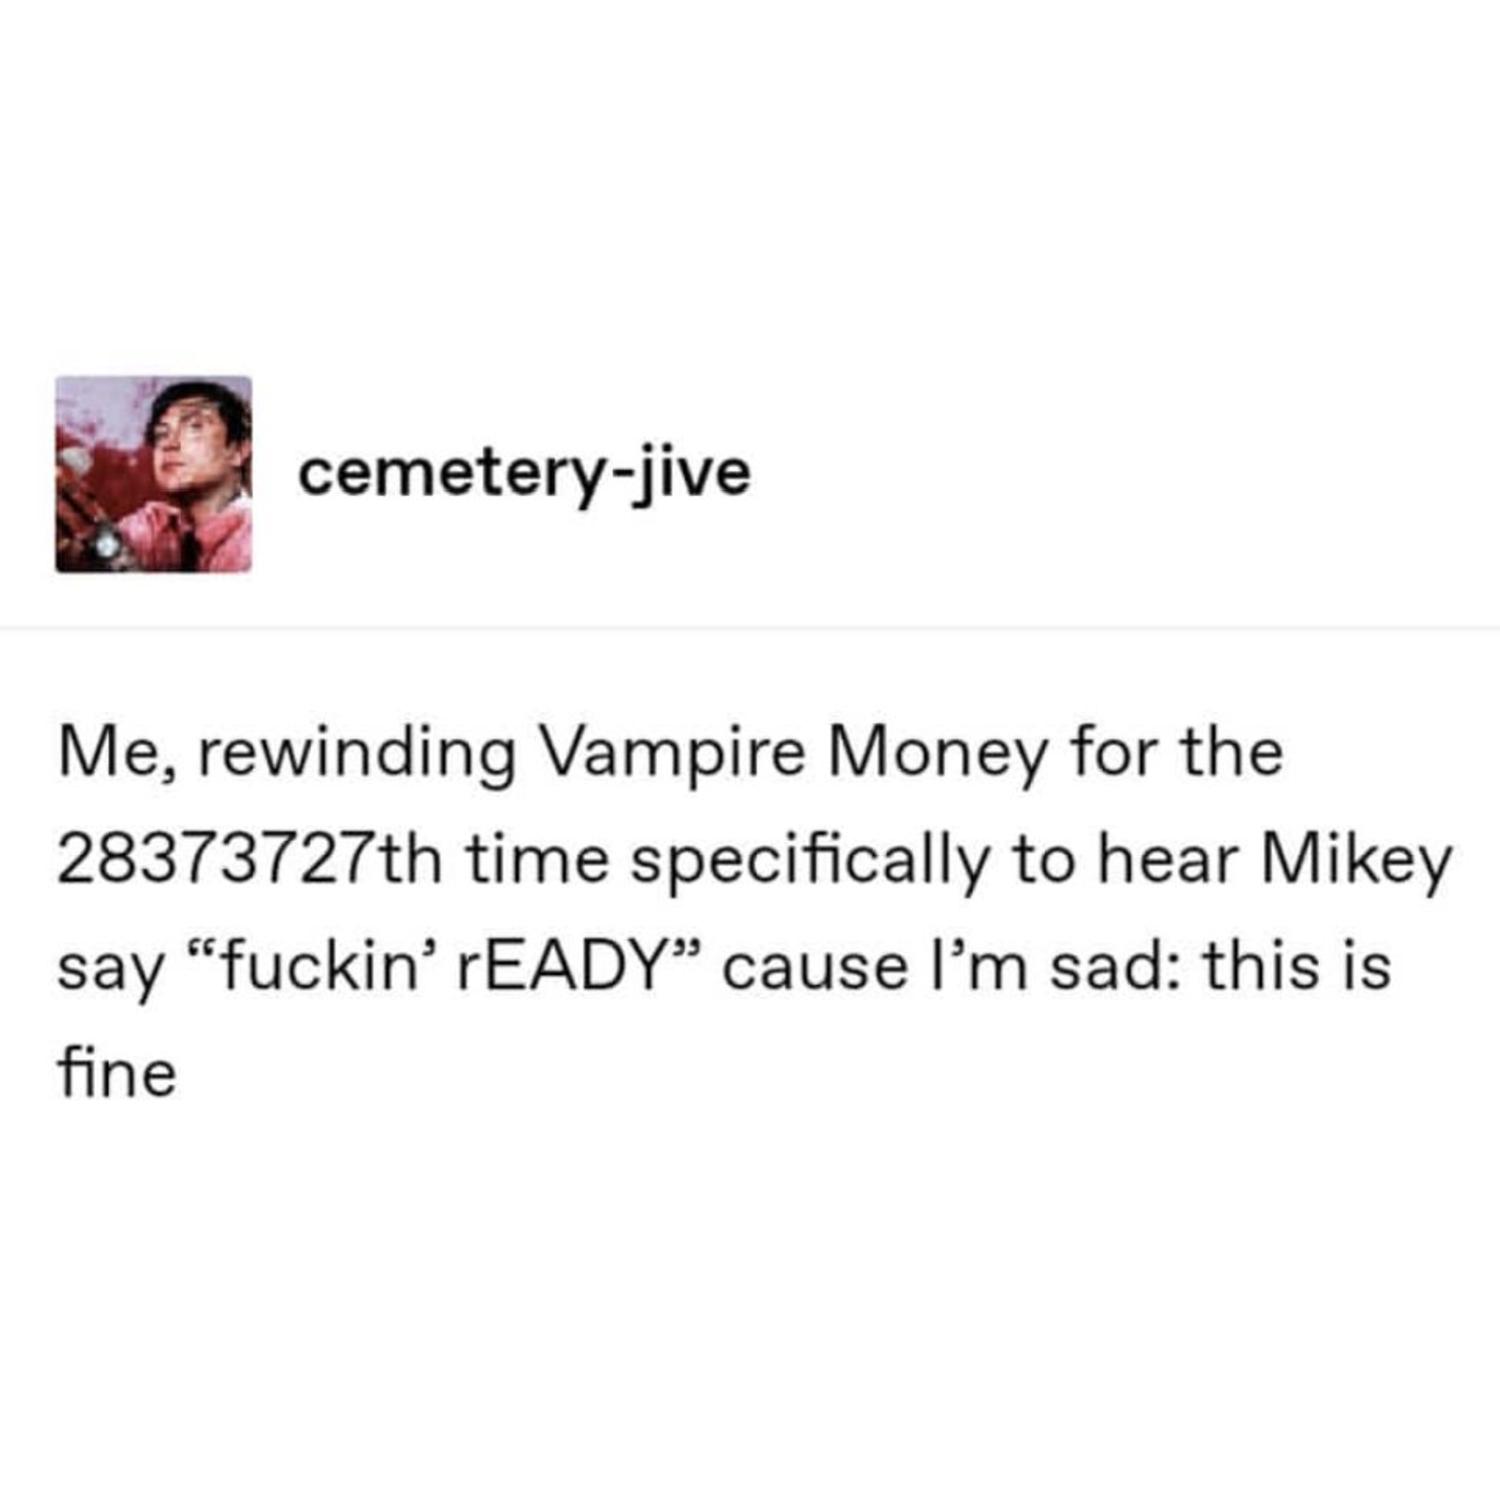 cemetery-jive
Me, rewinding Vampire Money for the
28373727th time specifically to hear Mikey
say “fuckin’ rEADY” cause I’m sad: this is
fine